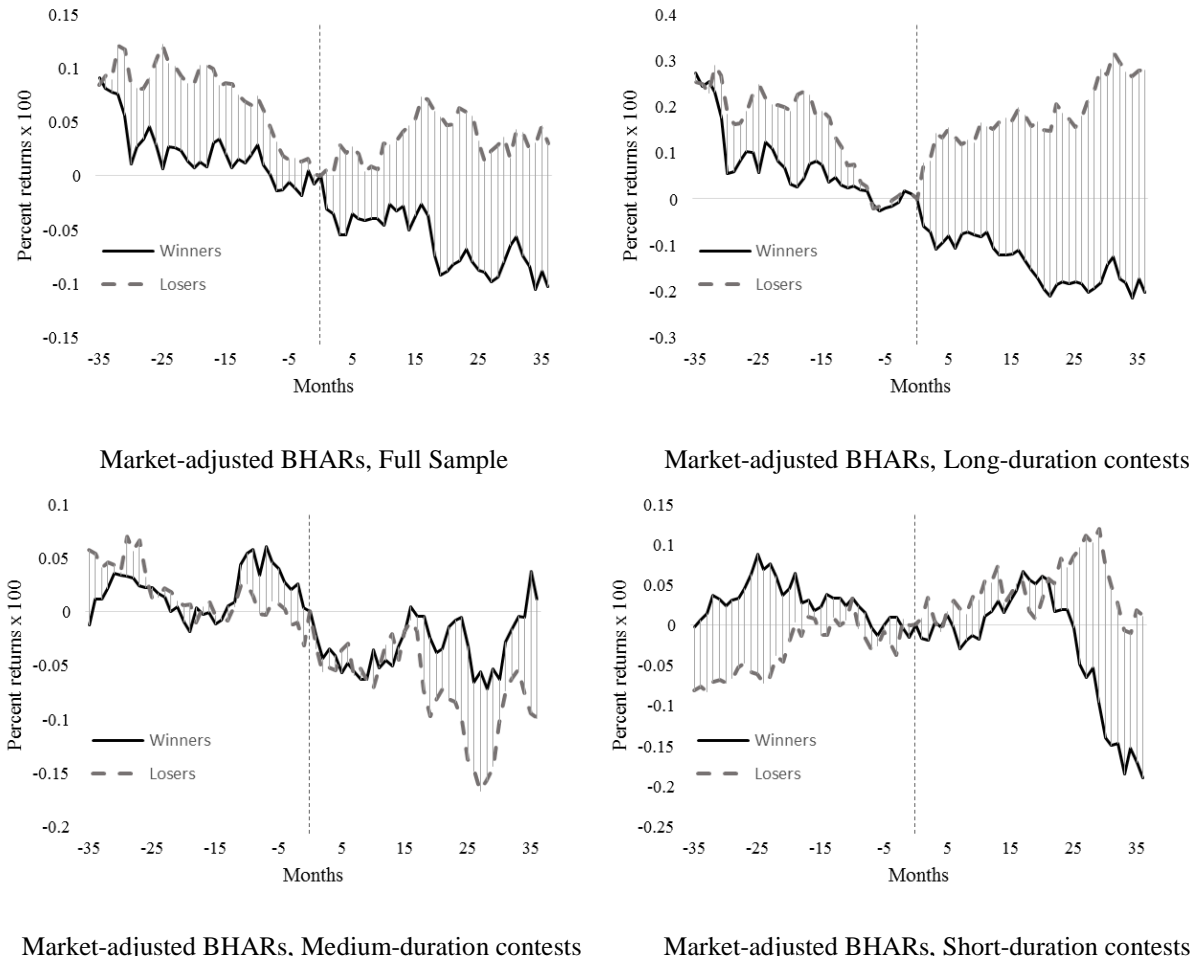 0.15
0.1
0.05
0
-0.05
-0.1
-0.15
Percent returns x 100
Winners
Losers
-35 -25 -15 -5 5 15 25 35
Months
Market-adjusted BHARs, Full Sample
0.4
0.3
0.2
0.1
0
-0.1
-0.2
-0.3
Percent returns x 100
Winners
Losers
-35 -25 -15 -5 5 15 25 35
Months
Market-adjusted BHARs, Long-duration contests
0.1
0.05
0
-0.05
-0.1
-0.15
-0.2
Percent returns x 100
Winners
Losers
-35 -25 -15 -5 5 15 25 35
Months
Market-adjusted BHARs, Medium-duration contests
0.15
0.1
0.05
0
-0.05
-0.1
-0.15
-0.2
-0.25
Percent returns x 100
Winners
Losers
-35 -25 -15 -5 5 15 25 35
Months
Market-adjusted BHARs, Short-duration contests